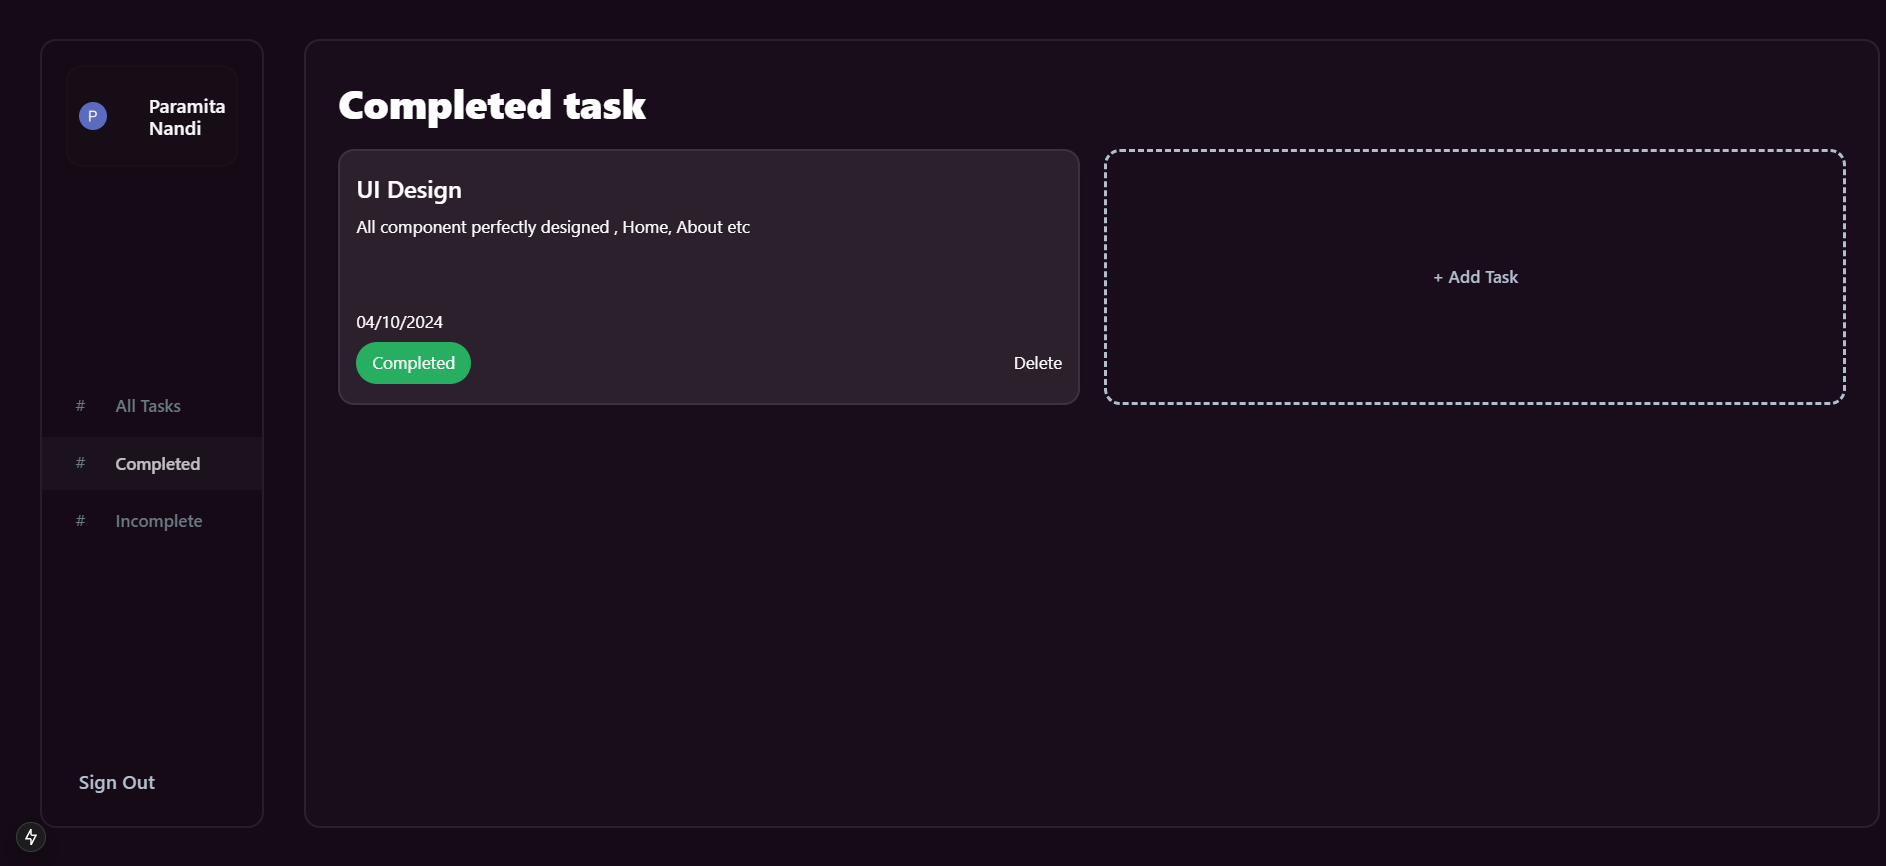 P
Paramita
Nandi
# All Tasks
# Completed
# Incomplete
Sign Out
Completed task
UI Design
All component perfectly designed , Home, About etc
04/10/2024
Completed
Delete
+ Add Task